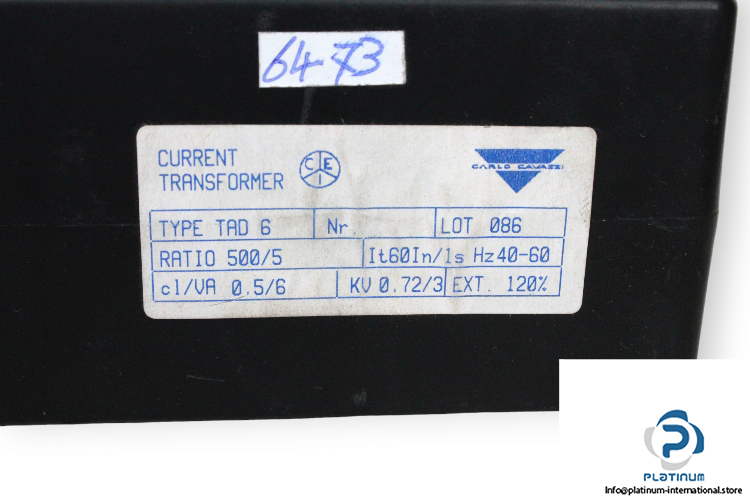 64-73
CURRENT
TRANSFORMER
CEI
CARLO GAVAZZI
TYPE TAD 6 Nr. LOT 086
RATIO 500/5 It60In/1s Hz40-60
cl/VA 0.5/6 KV 0.72/3 EXT. 120%
P
PLATINUM
Info@platinum-international.store